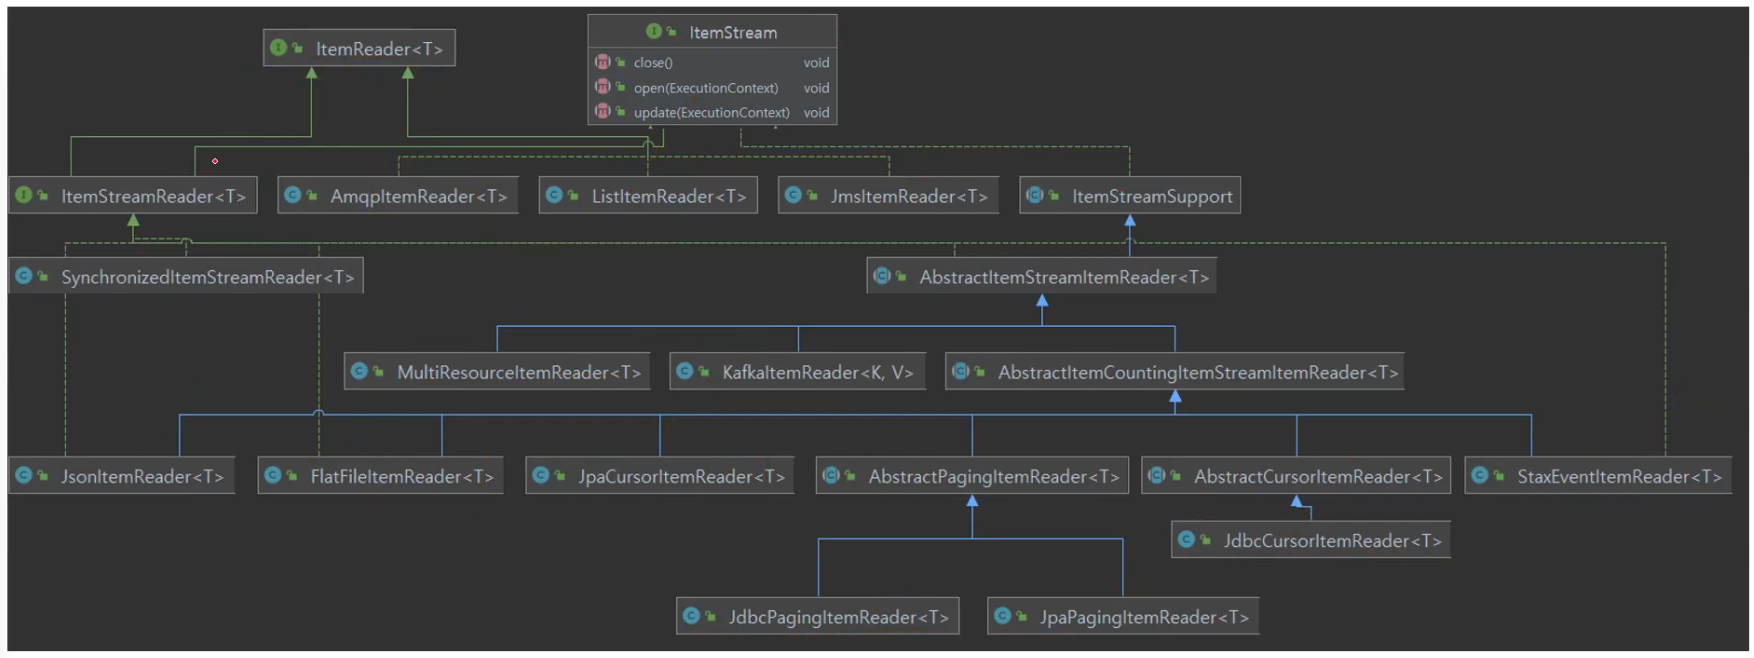 ItemReader<T>
ItemStream
close() void
open(ExecutionContext) void
update(ExecutionContext) void
ItemStreamReader<T>
AmqpItemReader<T>
ListItemReader<T>
JmsItemReader<T>
ItemStreamSupport
SynchronizedItemStreamReader<T>
AbstractItemStreamItemReader<T>
MultiResourceItemReader<T>
KafkaItemReader<K, V>
AbstractItemCountingItemStreamItemReader<T>
JsonItemReader<T>
FlatFileItemReader<T>
JpaCursorItemReader<T>
AbstractPagingItemReader<T>
AbstractCursorItemReader<T>
StaxEventItemReader<T>
JdbcCursorItemReader<T>
JdbcPagingItemReader<T>
JpaPagingItemReader<T>